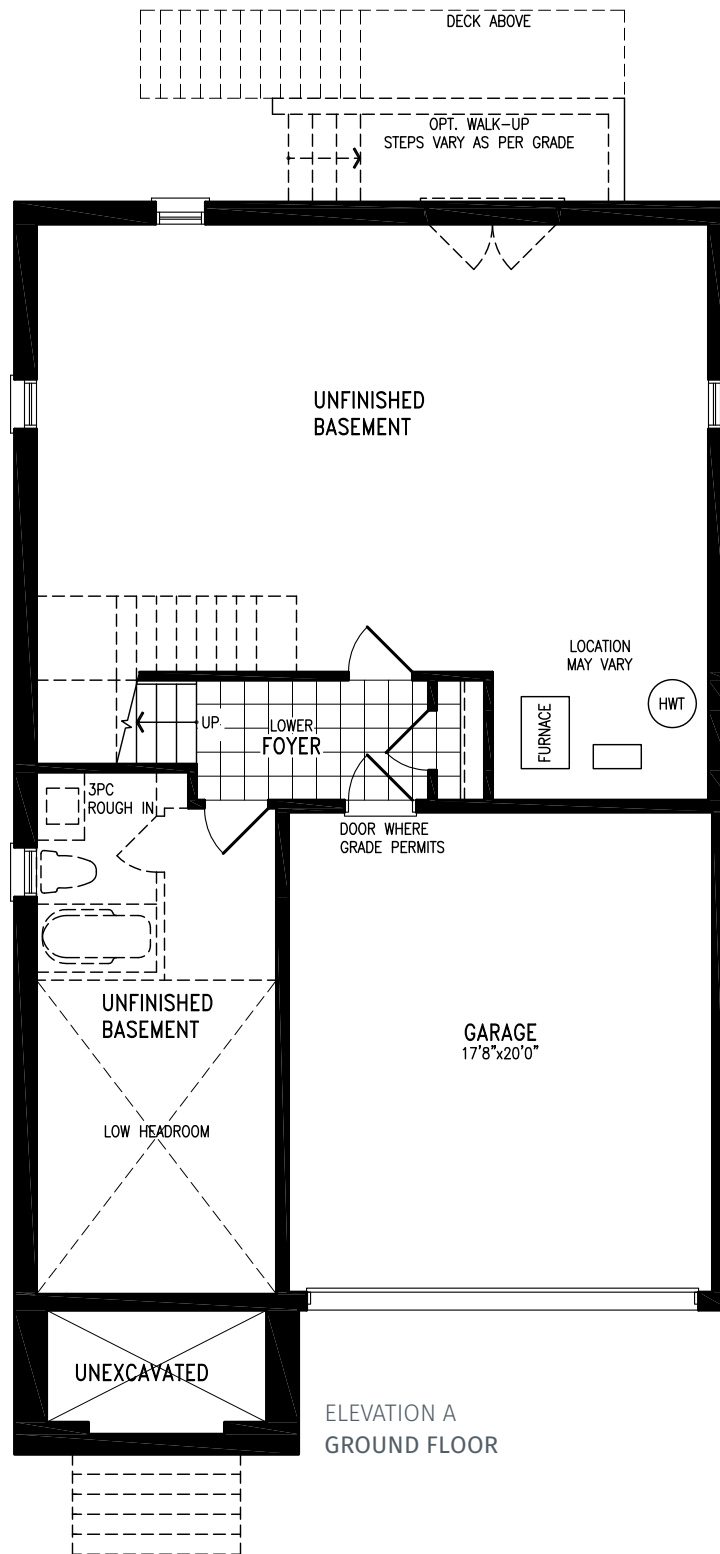 DECK ABOVE
OPT. WALK-UP
STEPS VARY AS PER GRADE
UNFINISHED
BASEMENT
LOCATION
MAY VARY
FURNACE
HWT
UP
LOWER
FOYER
3PC
ROUGH IN
DOOR WHERE
GRADE PERMITS
UNFINISHED
BASEMENT
GARAGE
17'8"x20'0"
LOW HEADROOM
UNEXCAVATED
ELEVATION A
GROUND FLOOR